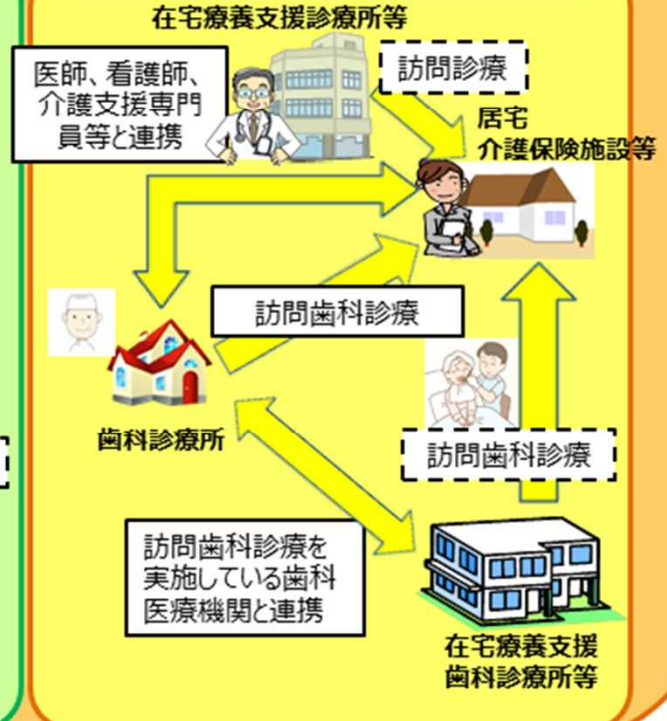 在宅療養支援診療所等
医師、看護師、
介護支援専門
員等と連携
訪問診療
居宅
介護保険施設等
訪問歯科診療
歯科診療所
訪問歯科診療
訪問歯科診療を
実施している歯科
医療機関と連携
在宅療養支援
歯科診療所等